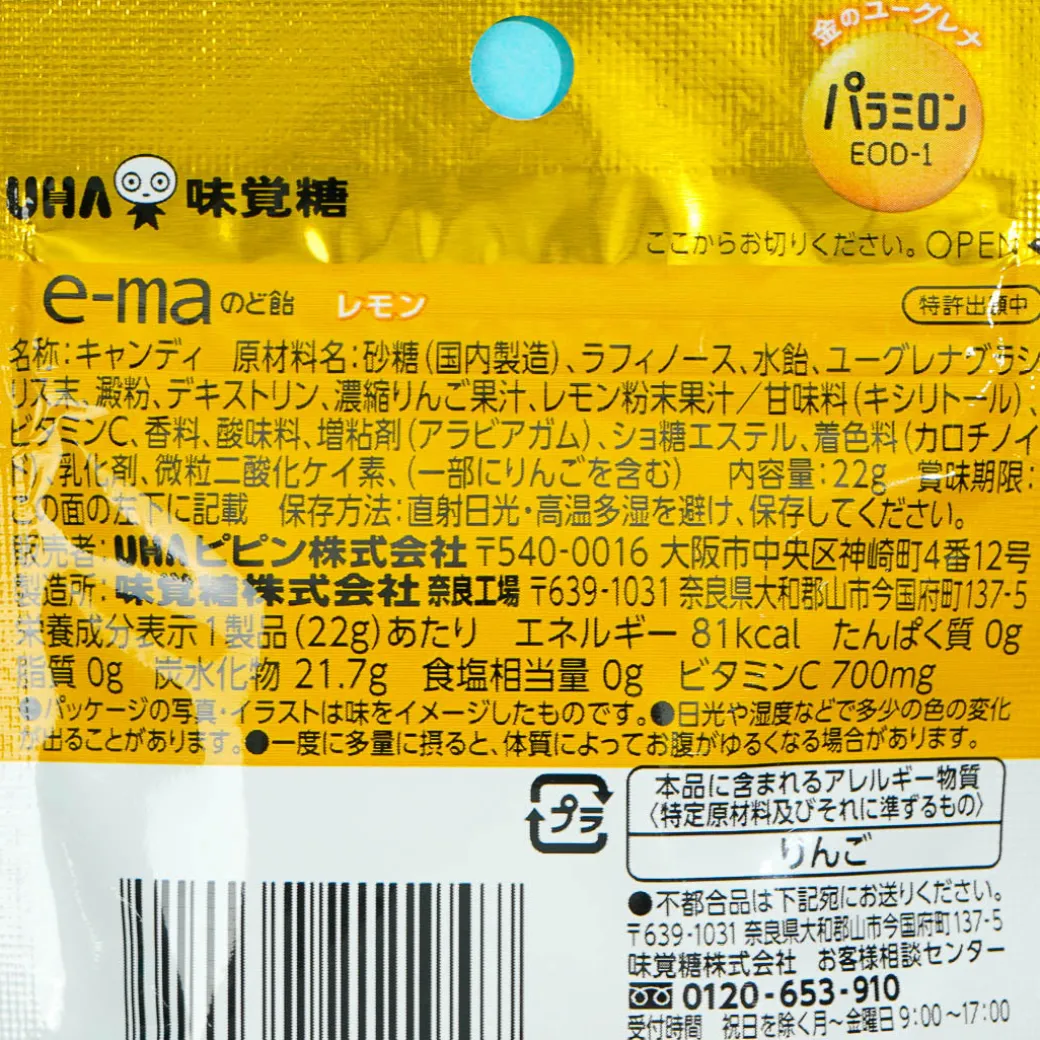 金のユーグレナ
パラミロン
EOD-1
UHA 味覚糖
ここからお切りください。OPEN
e-maのど飴 レモン
特許出願中
名称：キャンディ 原材料名：砂糖（国内製造）、ラフィノース、水飴、ユーグレナグラシ
リス末、澱粉、デキストリン、濃縮りんご果汁、レモン粉末果汁／甘味料（キシリトール）、
ビタミンC、香料、酸味料、増粘剤（アラビアガム）、ショ糖エステル、着色料（カロチノイ
ド）、乳化剤、微粒二酸化ケイ素、（一部にりんごを含む） 内容量：22g 賞味期限：
この面の左下に記載 保存方法：直射日光・高温多湿を避け、保存してください。
販売者：UHAピピン株式会社 〒540-0016 大阪市中央区神崎町4番12号
製造所：味覚糖株式会社 奈良工場 〒639-1031 奈良県大和郡山市今国府町137-5
栄養成分表示1製品（22g）あたり エネルギー 81kcal たんぱく質 0g
脂質 0g 炭水化物 21.7g 食塩相当量 0g ビタミンC 700mg
●パッケージの写真・イラストは味をイメージしたものです。●日光や湿度などで多少の色の変化
が出ることがあります。●一度に多量に摂ると、体質によってお腹がゆるくなる場合があります。
プラ
本品に含まれるアレルギー物質
〈特定原材料及びそれに準ずるもの〉
りんご
●不都合品は下記宛にお送りください。
〒639-1031 奈良県大和郡山市今国府町137-5
味覚糖株式会社 お客様相談センター
0120-653-910
受付時間 祝日を除く月～金曜日9：00～17：00